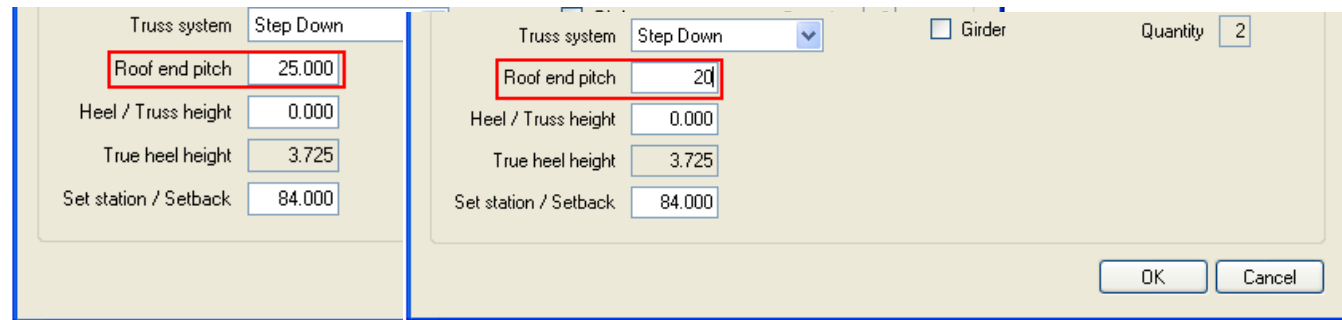 Truss system Step Down
Roof end pitch 25.000
Heel / Truss height 0.000
True heel height 3.725
Set station / Setback 84.000
Truss system Step Down Girder Quantity 2
Roof end pitch 20
Heel / Truss height 0.000
True heel height 3.725
Set station / Setback 84.000
OK Cancel